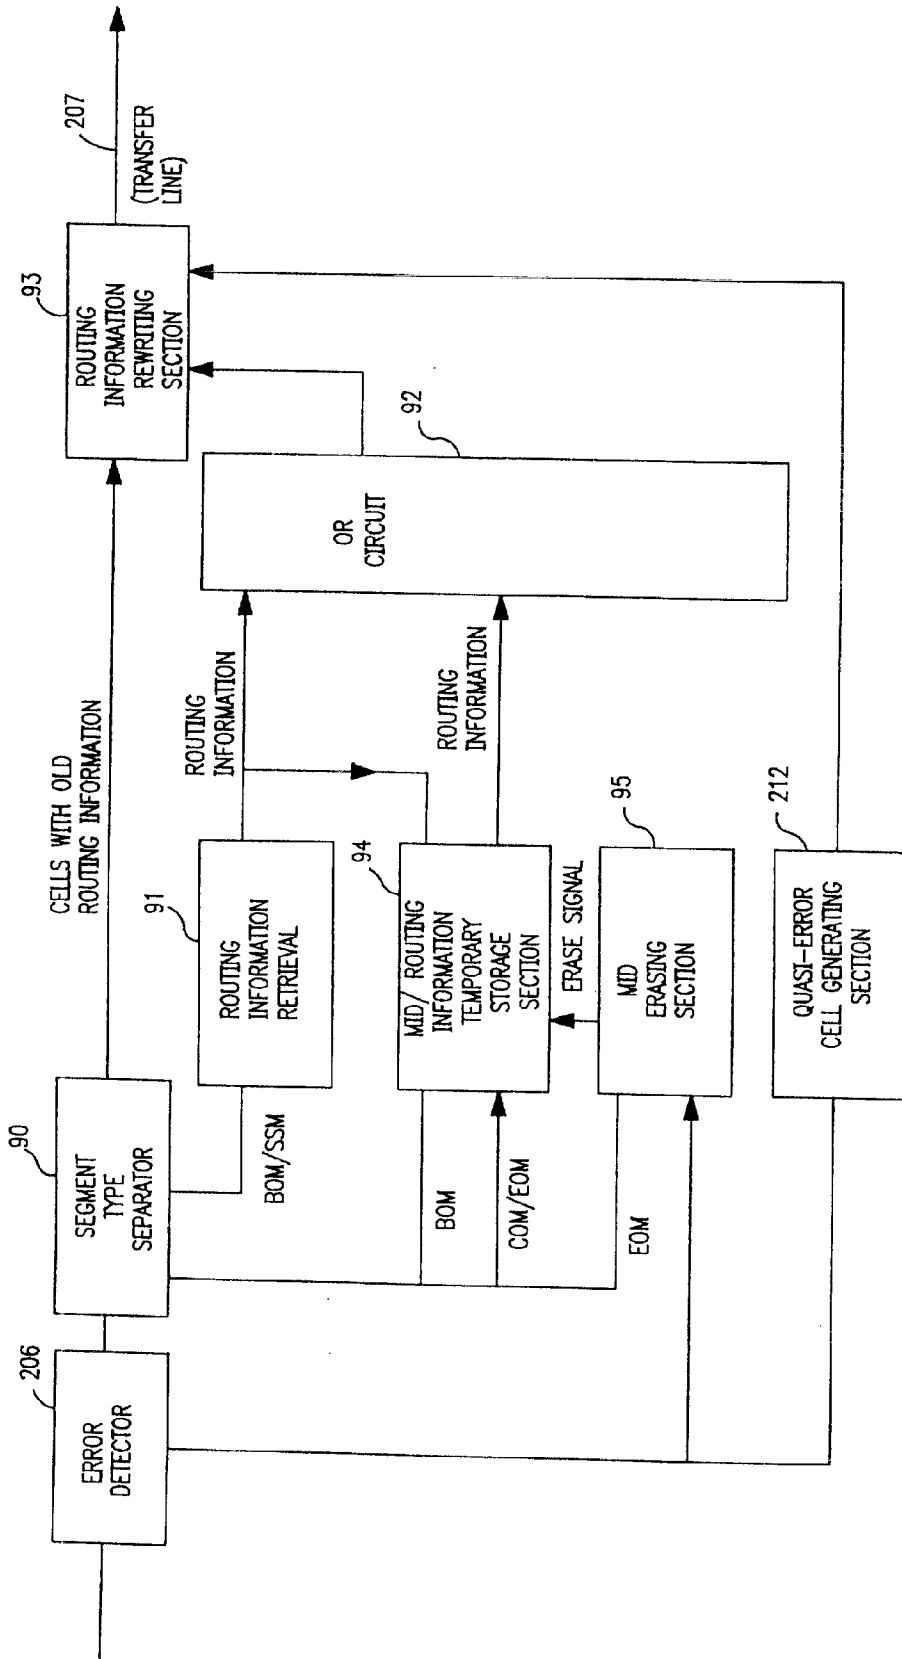 206
ERROR
DETECTOR
90
SEGMENT
TYPE
SEPARATOR
CELLS WITH OLD
ROUTING INFORMATION
93
ROUTING
INFORMATION
REWRITING
SECTION
207
(TRANSFER
LINE)
BOM/SSM
91
ROUTING
INFORMATION
RETRIEVAL
ROUTING
INFORMATION
OR
CIRCUIT
92
BOM
COM/EOM
94
MID/ ROUTING
INFORMATION
TEMPORARY
STORAGE
SECTION
ROUTING
INFORMATION
ERASE SIGNAL
EOM
95
MID
ERASING
SECTION
212
QUASI-ERROR
CELL GENERATING
SECTION